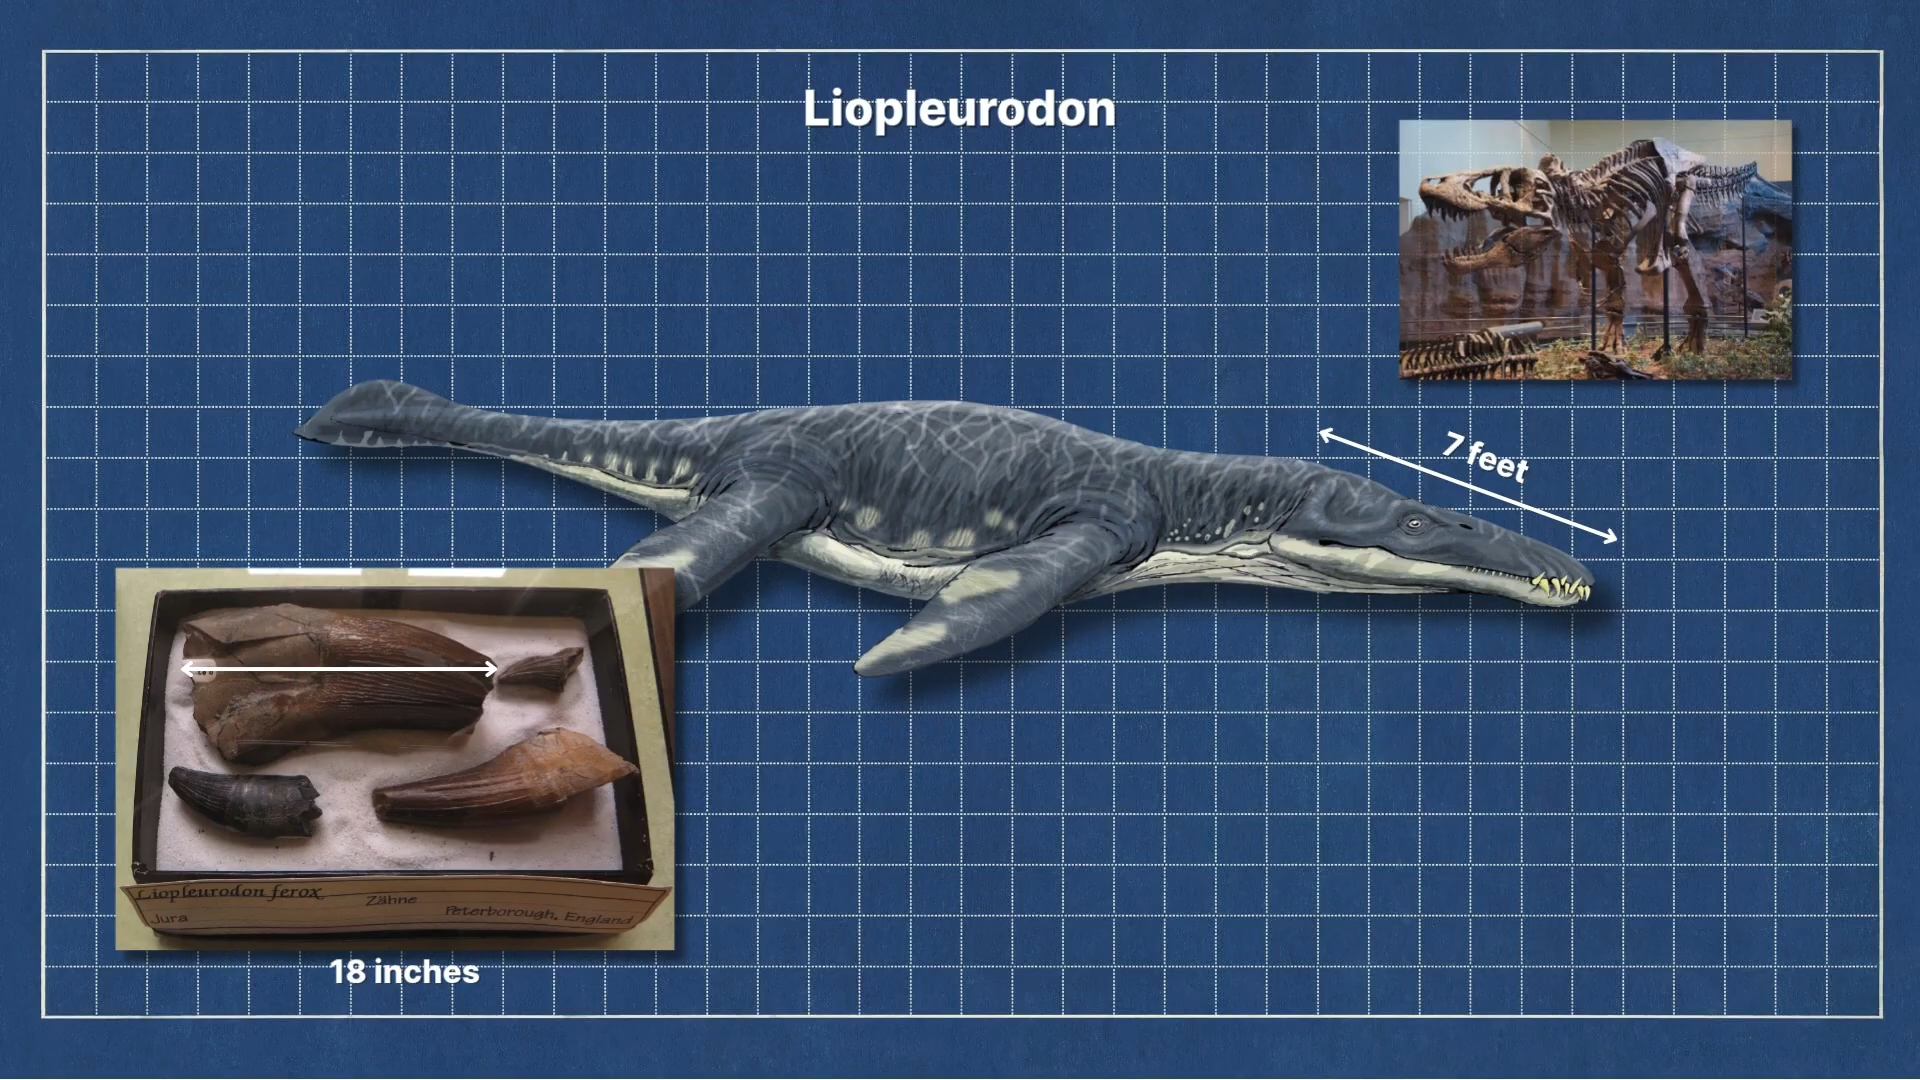 Liopleurodon
7 feet
Liopleurodon ferox
Zähne
Jura
Peterborough, England
18 inches